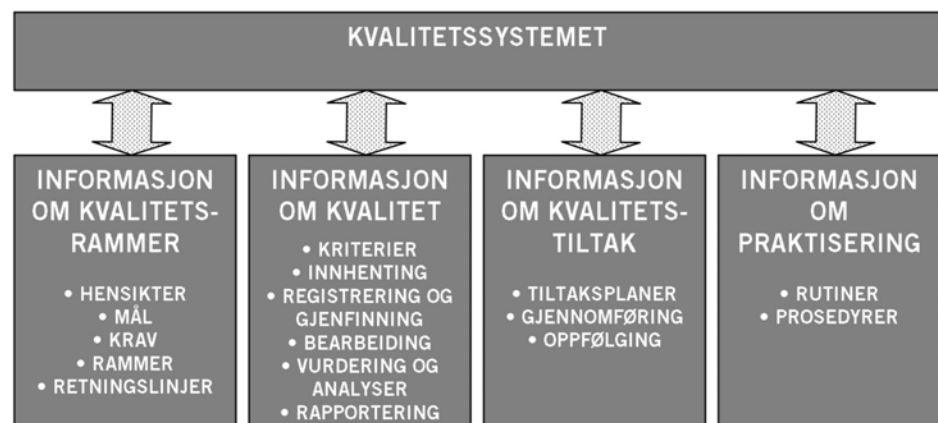 KVALITETSSYSTEMET
INFORMASJON
OM KVALITETS-
RAMMER
• HENSIKTER
• MÅL
• KRAV
• RAMMER
• RETNINGSLINJER
INFORMASJON
OM KVALITET
• KRITERIER
• INNHENTING
• REGISTRERING OG
GJENFINNING
• BEARBEIDING
• VURDERING OG
ANALYSER
• RAPPORTERING
INFORMASJON
OM KVALITETS-
TILTAK
• TILTAKSPLANER
• GJENNOMFØRING
• OPPFØLGING
INFORMASJON
OM
PRAKTISERING
• RUTINER
• PROSEDYRER